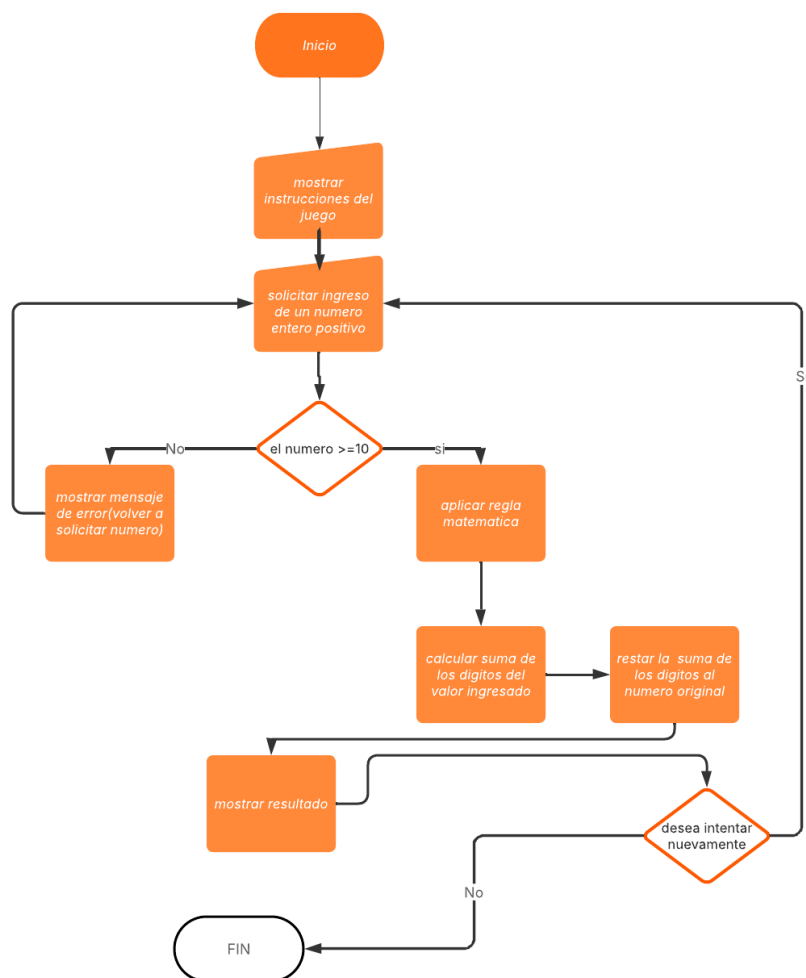 Inicio
mostrar
instrucciones del
juego
solicitar ingreso
de un numero
entero positivo
el numero >=10
No
si
mostrar mensaje
de error(volver a
solicitar numero)
aplicar regla
matematica
calcular suma de
los digitos del
valor ingresado
restar la suma de
los digitos al
numero original
mostrar resultado
desea intentar
nuevamente
S
No
FIN